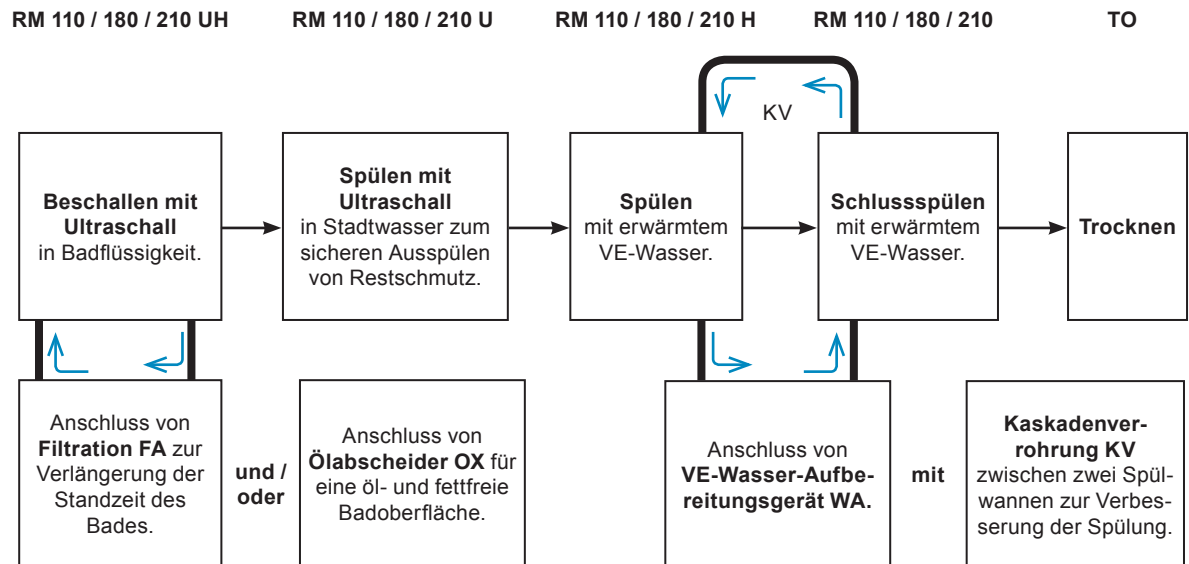 RM 110 / 180 / 210 UH
RM 110 / 180 / 210 U
RM 110 / 180 / 210 H
RM 110 / 180 / 210
TO
KV
Beschallen mit
Ultraschall
in Badflüssigkeit.
Spülen mit
Ultraschall
in Stadtwasser zum
sicheren Ausspülen
von Restschmutz.
Spülen
mit erwärmtem
VE-Wasser.
Schlussspülen
mit erwärmtem
VE-Wasser.
Trocknen
Anschluss von
Filtration FA zur
Verlängerung der
Standzeit des
Bades.
und /
oder
Anschluss von
Ölabscheider OX für
eine öl- und fettfreie
Badoberfläche.
Anschluss von
VE-Wasser-Aufbe-
reitungsgerät WA.
mit
Kaskadenver-
rohrung KV
zwischen zwei Spül-
wannen zur Verbes-
serung der Spülung.